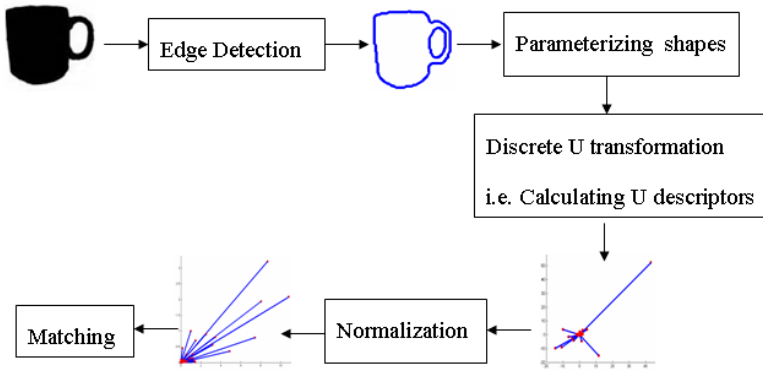 Edge Detection
Parameterizing shapes
Discrete U transformation
i.e. Calculating U descriptors
Normalization
Matching